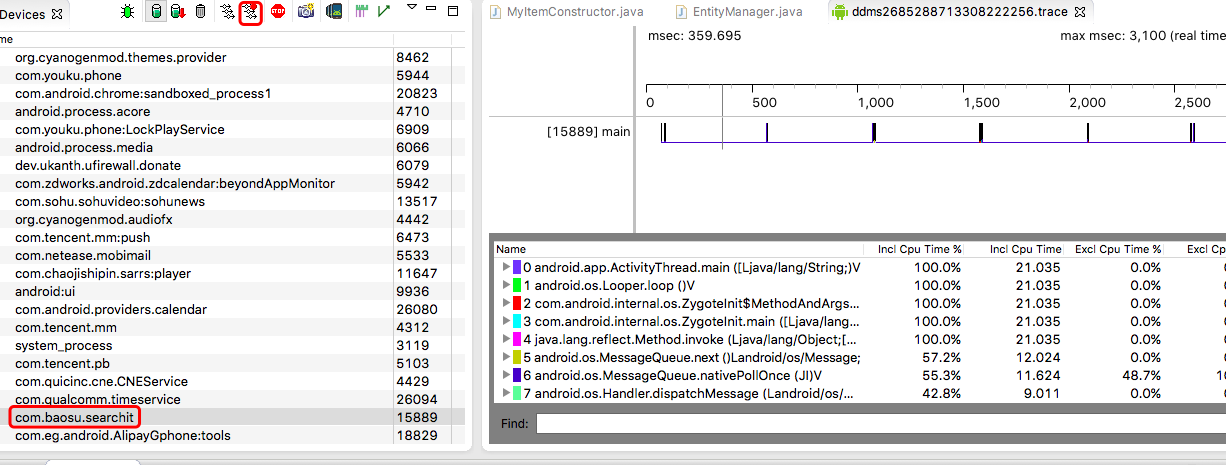 Devices
me
org.cyanogenmod.themes.provider 8462
com.youku.phone 5944
com.android.chrome:sandboxed_process1 20823
android.process.acore 4710
com.youku.phone:LockPlayService 6909
android.process.media 6066
dev.ukanth.ufirewall.donate 6079
com.zdworks.android.zdcalendar:beyondAppMonitor 5942
com.sohu.sohuvideo:sohunews 13517
org.cyanogenmod.audiofx 4442
com.tencent.mm:push 6473
com.netease.mobimail 5533
com.chaojishipin.sarrs:player 11647
android:ui 9936
com.android.providers.calendar 26080
com.tencent.mm 4312
system_process 3119
com.tencent.pb 5103
com.quicinc.cne.CNEService 4429
com.qualcomm.timeservice 26094
com.baosu.searchit 15889
com.eg.android.AlipayGphone:tools 18829
MyItemConstructor.java EntityManager.java ddms2685288713308222256.trace
msec: 359.695 max msec: 3,100 (real time
0 500 1,000 1,500 2,000 2,500
[15889] main
Name Incl Cpu Time % Incl Cpu Time Excl Cpu Time % Excl Cp
0 android.app.ActivityThread.main ([Ljava/lang/String;)V 100.0% 21.035 0.0%
1 android.os.Looper.loop ()V 100.0% 21.035 0.0%
2 com.android.internal.os.ZygoteInit$MethodAndArgs... 100.0% 21.035 0.0%
3 com.android.internal.os.ZygoteInit.main ([Ljava/lang... 100.0% 21.035 0.0%
4 java.lang.reflect.Method.invoke (Ljava/lang/Object;[... 100.0% 21.035 0.0%
5 android.os.MessageQueue.next ()Landroid/os/Message; 57.2% 12.024 0.0%
6 android.os.MessageQueue.nativePollOnce (JI)V 55.3% 11.624 48.7% 10
7 android.os.Handler.dispatchMessage (Landroid/os/... 42.8% 9.011 0.0%
Find: